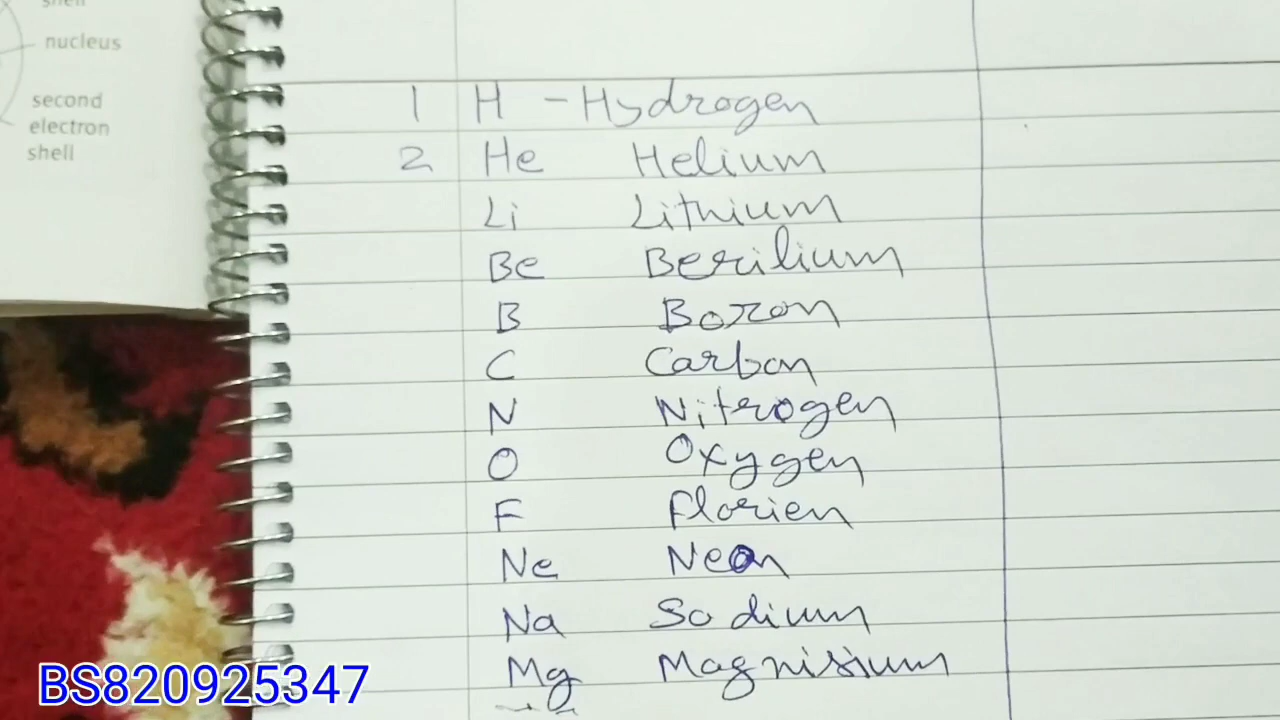 shell
nucleus
second
electron
shell
1 H - Hydrogen
2 He Helium
Li Lithium
Be Berilium
B Boron
C Carbon
N Nitrogen
O Oxygen
F Florien
Ne Neon
Na Sodium
Mg Magnisium
BS820925347